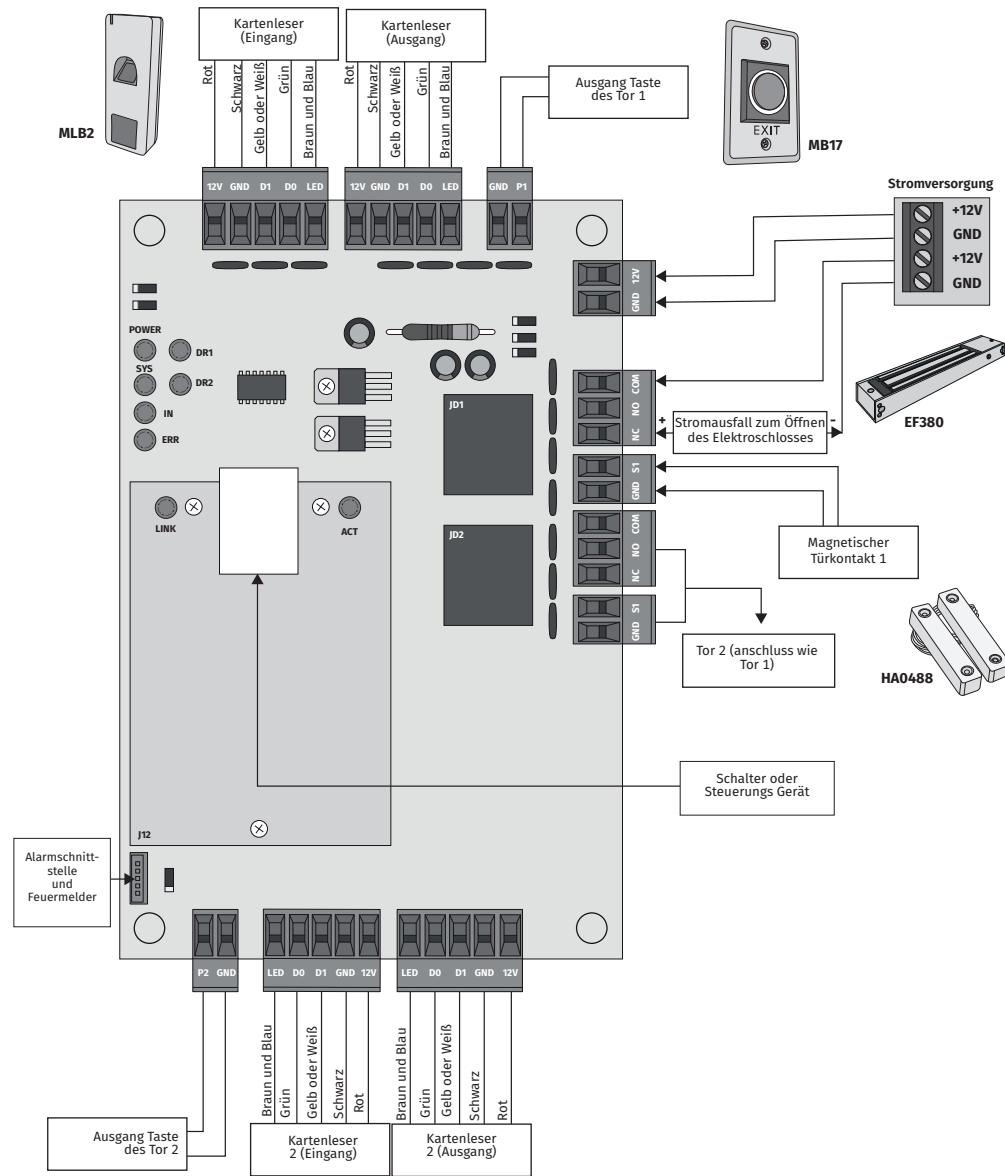 Kartenleser
(Eingang)
Kartenleser
(Ausgang)
Rot
Schwarz
Gelb oder Weiß
Grün
Braun und Blau
Rot
Schwarz
Gelb oder Weiß
Grün
Braun und Blau
Ausgang Taste
des Tor 1
MLB2
EXIT
MB17
12V GND D1 D0 LED
12V GND D1 D0 LED
GND P1
Stromversorgung
+12V
GND
+12V
GND
12V
GND
POWER
DR1
SYS
DR2
IN
ERR
JD1
COM
NO
NC
+ Stromausfall zum Öffnen -
des Elektroschlosses
EF380
S1
GND
LINK
ACT
JD2
COM
NO
NC
Magnetischer
Türkontakt 1
S1
GND
Tor 2 (anschluss wie
Tor 1)
HA0488
Schalter oder
Steuerungs Gerät
J12
Alarmschnitt-
stelle
und
Feuermelder
P2 GND
LED D0 D1 GND 12V
LED D0 D1 GND 12V
Braun und Blau
Grün
Gelb oder Weiß
Schwarz
Rot
Braun und Blau
Grün
Gelb oder Weiß
Schwarz
Rot
Ausgang Taste
des Tor 2
Kartenleser
2 (Eingang)
Kartenleser
2 (Ausgang)